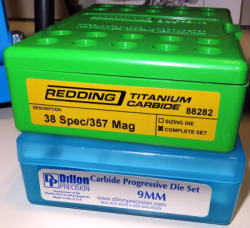 REDDING
TITANIUM
CARBIDE
88282
DESCRIPTION
38 Spec/357 Mag
SIZING DIE
COMPLETE SET
Dillon
PRECISION
Carbide Progressive Die Set
9MM
www.dillonprecision.com